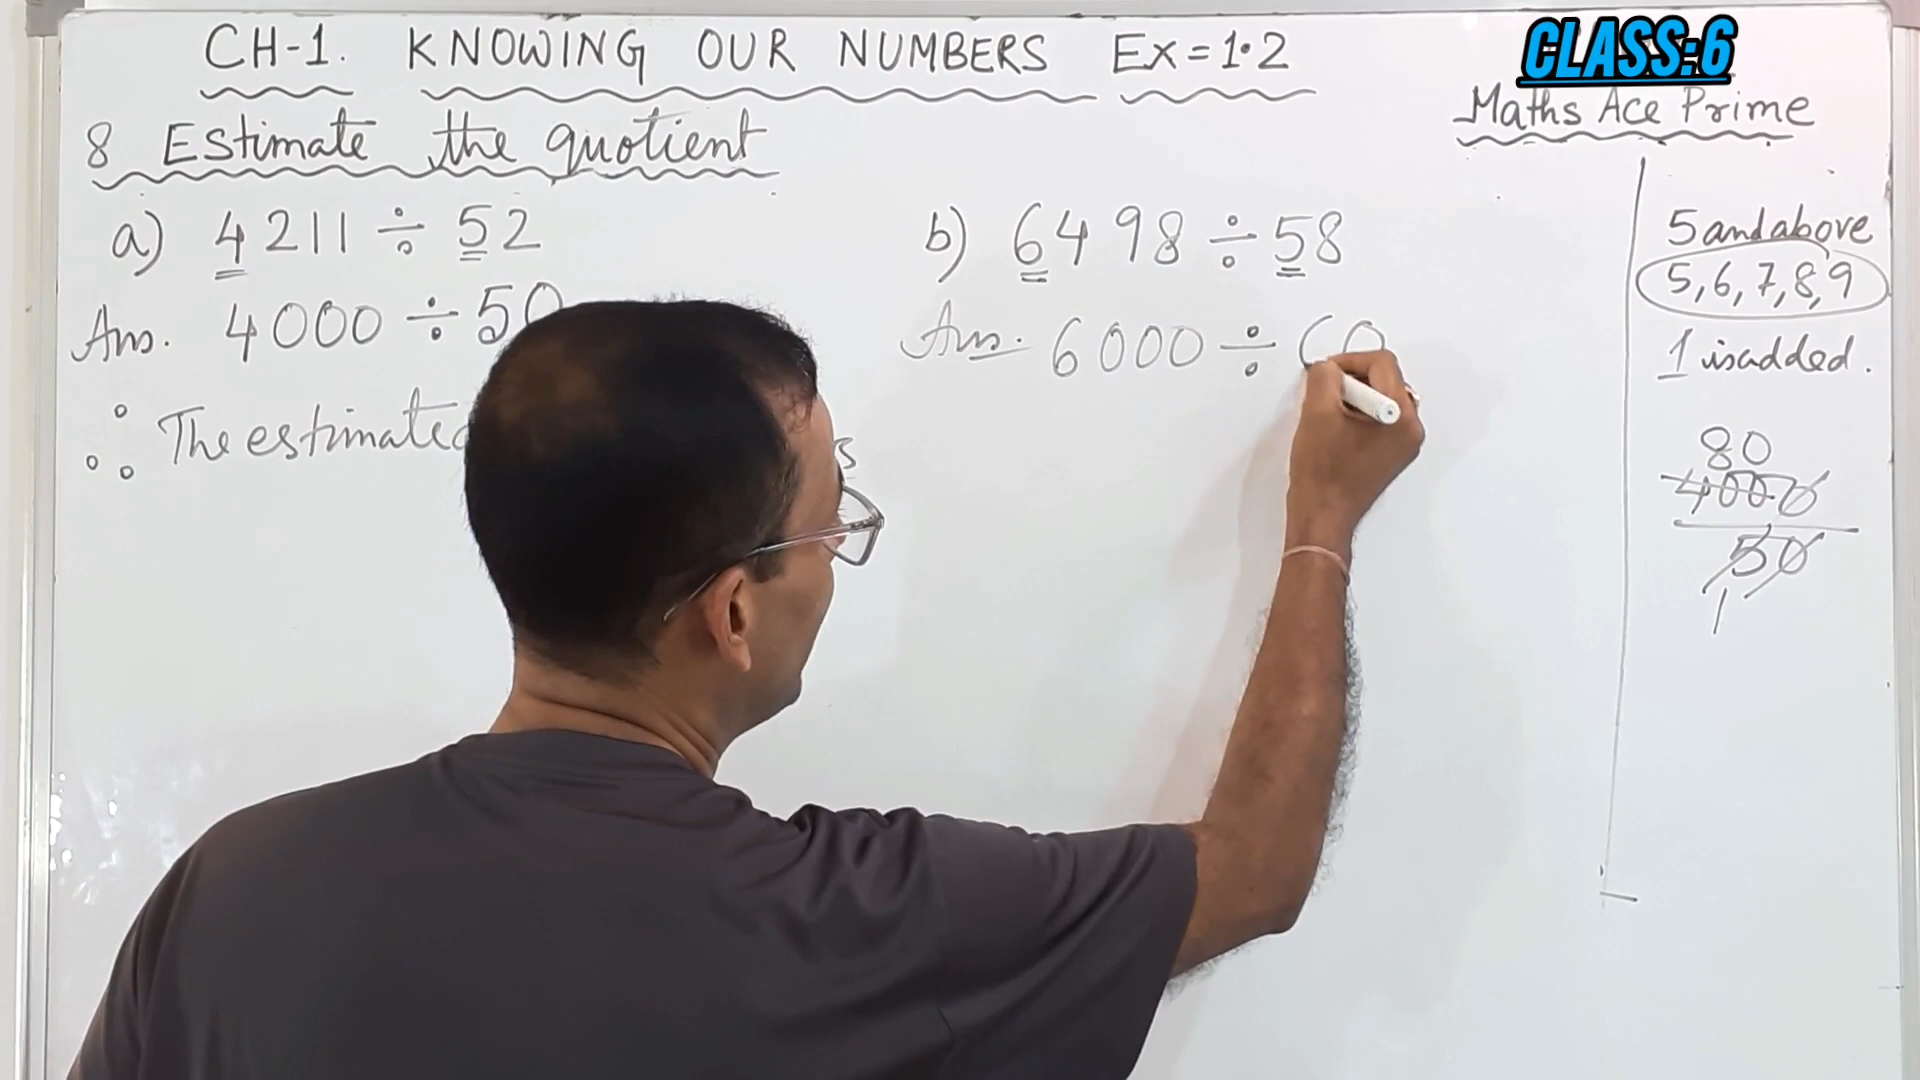 CH-1. KNOWING OUR NUMBERS Ex=1.2
CLASS:6
Maths Ace Prime
8 Estimate the quotient
a) 4211 ÷ 52
Ans. 4000 ÷ 50
∴ The estimated
b) 6498 ÷ 58
Ans. 6000 ÷ 60
5 and above
5,6,7,8,9
1 is added.
80
4000
50
1